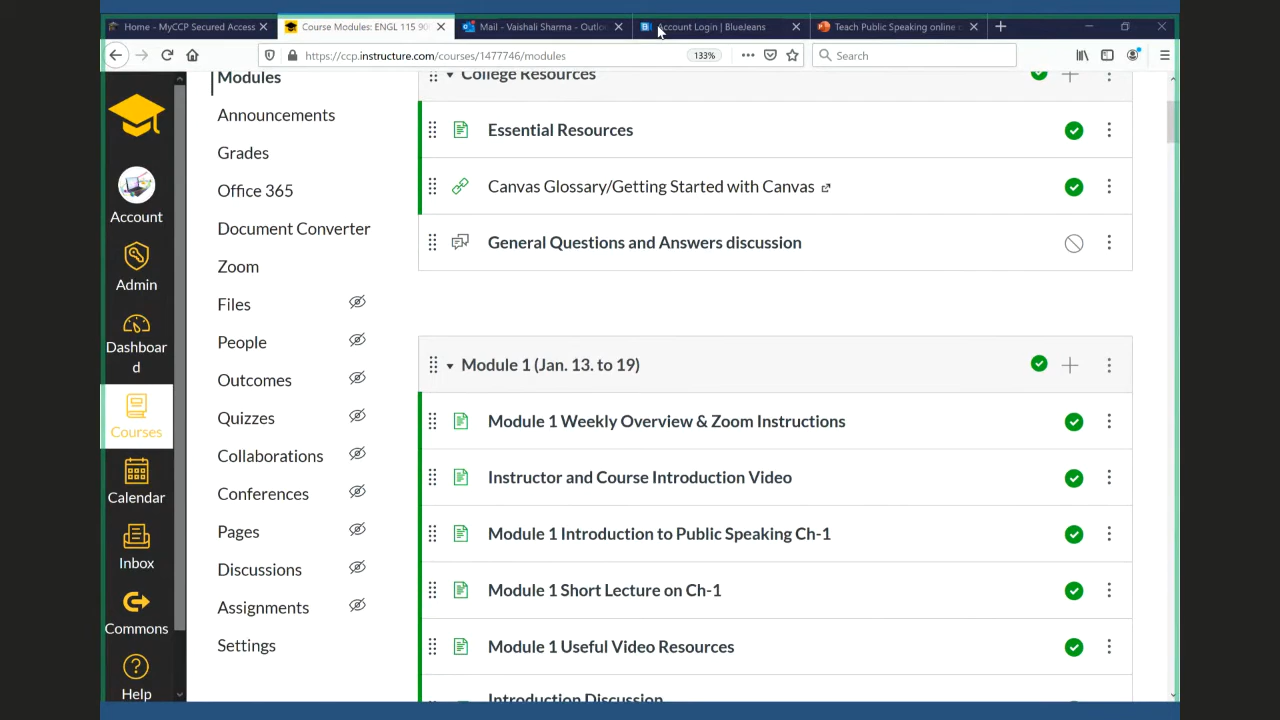 Home - MyCCP Secured Access
Course Modules: ENGL 115 90
Mail - Vaishali Sharma - Outlo
Account Login | BlueJeans
Teach Public Speaking online c
https://ccp.instructure.com/courses/1477746/modules
133%
Search
Account
Admin
Dashboar
d
Courses
Calendar
Inbox
Commons
Help
Modules
Announcements
Grades
Office 365
Document Converter
Zoom
Files
People
Outcomes
Quizzes
Collaborations
Conferences
Pages
Discussions
Assignments
Settings
College Resources
Essential Resources
Canvas Glossary/Getting Started with Canvas
General Questions and Answers discussion
Module 1 (Jan. 13. to 19)
Module 1 Weekly Overview & Zoom Instructions
Instructor and Course Introduction Video
Module 1 Introduction to Public Speaking Ch-1
Module 1 Short Lecture on Ch-1
Module 1 Useful Video Resources
Introduction Discussion